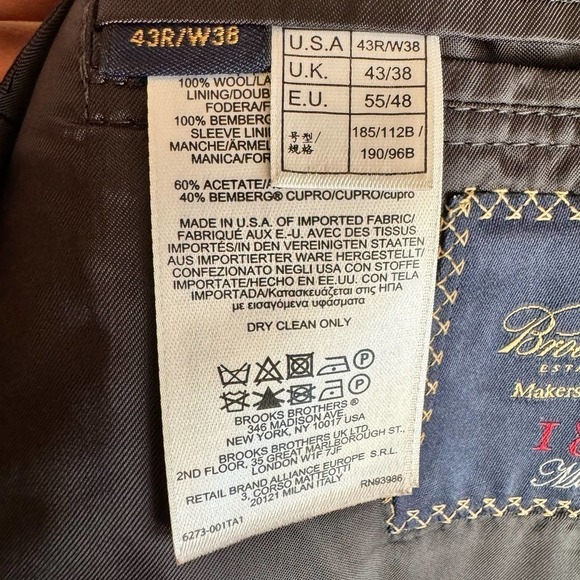 43R/W38
U.S.A 43R/W38
U.K. 43/38
E.U. 55/48
号型/ 185/112B /
規格 190/96B
100% WOOL/LA
LINING/DOUB
FODERA/F
100% BEMBERG
SLEEVE LINI
MANCHE/ÄRMEL
MANICA/FOR
60% ACETATE/A
40% BEMBERG® CUPRO/CUPRO/cupro
MADE IN U.S.A. OF IMPORTED FABRIC/
FABRIQUÉ AUX E.U. AVEC DES TISSUS
IMPORTÉS/IN DEN VEREINIGTEN STAATEN
AUS IMPORTIERTER WARE HERGESTELLT/
CONFEZIONATO NEGLI USA CON STOFFE
IMPORTATE/HECHO EN EE.UU. CON TELA
IMPORTADA/Κατασκευάζεται στις ΗΠΑ
με εισαγόμενα υφάσματα
DRY CLEAN ONLY
BROOKS BROTHERS ®
346 MADISON AVE.
NEW YORK, NY 10017 USA
BROOKS BROTHERS UK LTD.
2ND FLOOR, 35 GREAT MARLBOROUGH ST.,
LONDON W1F 7JF
RETAIL BRAND ALLIANCE EUROPE S.R.L.
3, CORSO MATTEOTTI
20121 MILAN ITALY
RN93986
6273-001TA1
Broo
ESTA
Makers
18